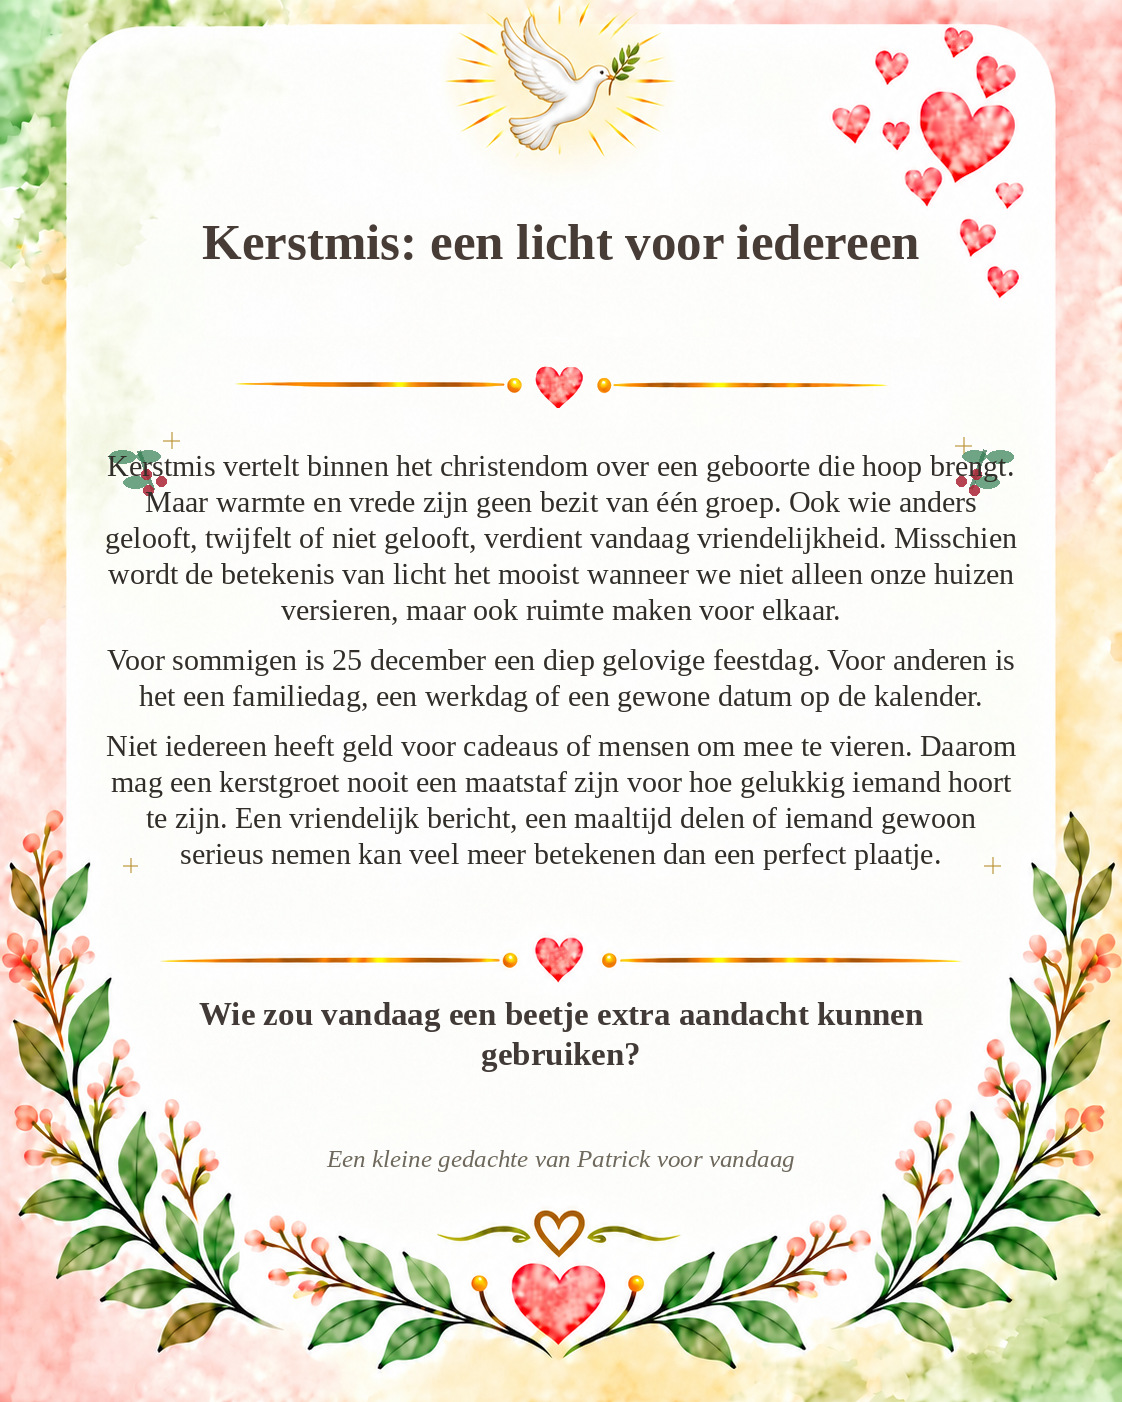 Kerstmis: een licht voor iedereen
Kerstmis vertelt binnen het christendom over een geboorte die hoop brengt.
Maar warmte en vrede zijn geen bezit van één groep. Ook wie anders
gelooft, twijfelt of niet gelooft, verdient vandaag vriendelijkheid. Misschien
wordt de betekenis van licht het mooist wanneer we niet alleen onze huizen
versieren, maar ook ruimte maken voor elkaar.
Voor sommigen is 25 december een diep gelovige feestdag. Voor anderen is
het een familiedag, een werkdag of een gewone datum op de kalender.
Niet iedereen heeft geld voor cadeaus of mensen om mee te vieren. Daarom
mag een kerstgroet nooit een maatstaf zijn voor hoe gelukkig iemand hoort
te zijn. Een vriendelijk bericht, een maaltijd delen of iemand gewoon
serieus nemen kan veel meer betekenen dan een perfect plaatje.
Wie zou vandaag een beetje extra aandacht kunnen
gebruiken?
Een kleine gedachte van Patrick voor vandaag